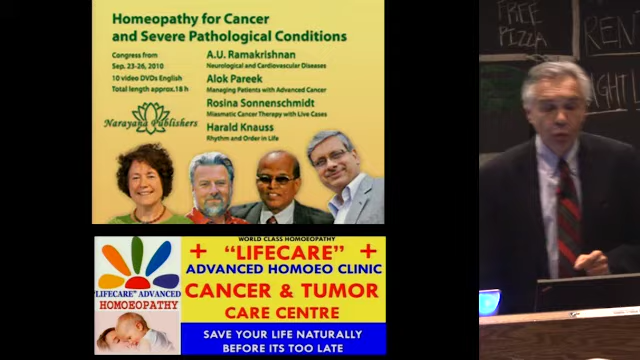 Homeopathy for Cancer
and Severe Pathological Conditions
Congress from
Sep. 23-26, 2010
10 video DVDs English
Total length approx. 18 h
A.U. Ramakrishnan
Neurological and Cardiovascular Diseases
Alok Pareek
Managing Patients with Advanced Cancer
Rosina Sonnenschmidt
Miasmatic Cancer Therapy with Live Cases
Harald Knauss
Rhythm and Order in Life
Narayana Publishers
WORLD CLASS HOMOEOPATHY
+ "LIFECARE" +
ADVANCED HOMOEO CLINIC
CANCER & TUMOR
CARE CENTRE
SAVE YOUR LIFE NATURALLY
BEFORE ITS TOO LATE
"LIFECARE" ADVANCED
HOMOEOPATHY
FREE
PIZZA